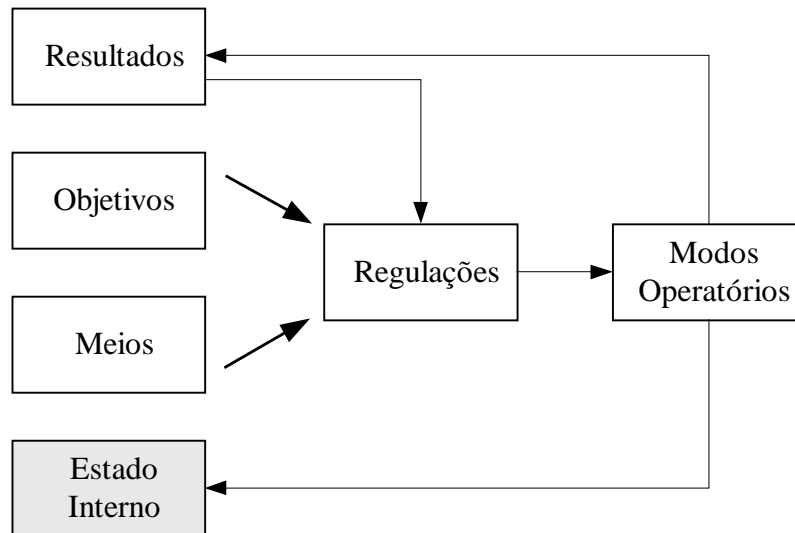 Resultados
Objetivos
Regulações
Modos
Operatórios
Meios
Estado
Interno